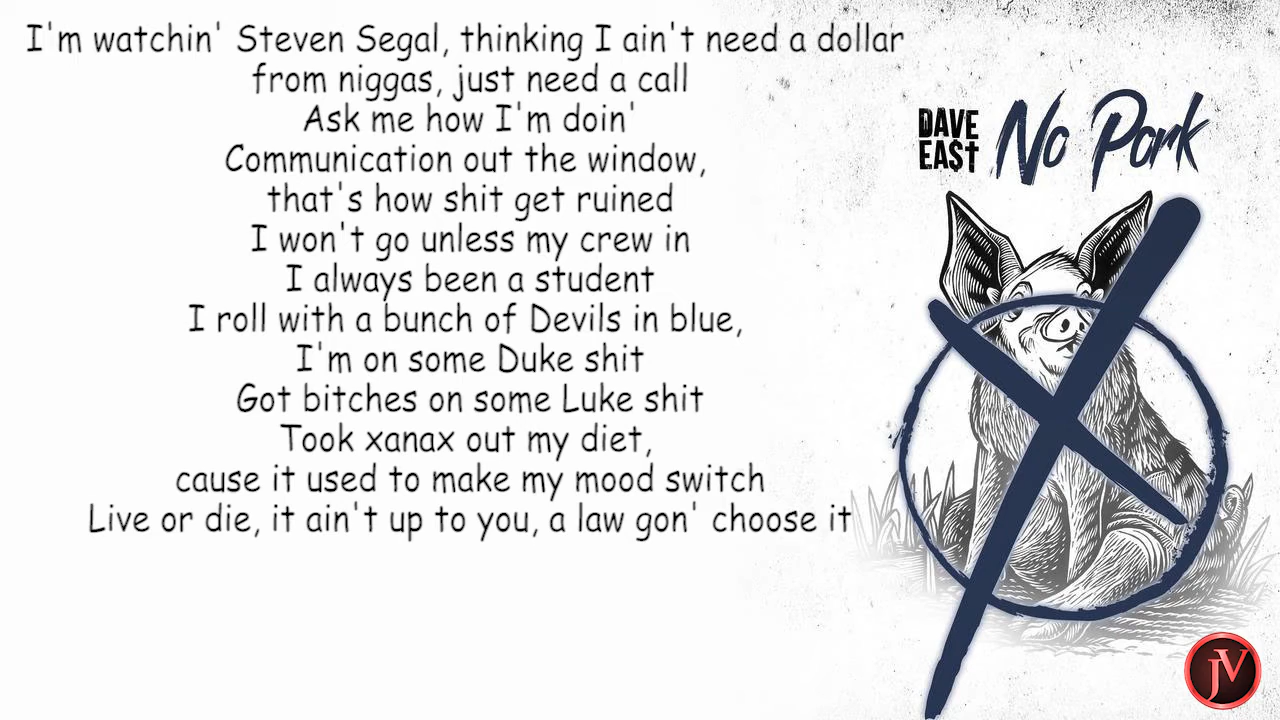 I'm watchin' Steven Segal, thinking I ain't need a dollar
from niggas, just need a call
Ask me how I'm doin'
Communication out the window,
that's how shit get ruined
I won't go unless my crew in
I always been a student
I roll with a bunch of Devils in blue,
I'm on some Duke shit
Got bitches on some Luke shit
Took xanax out my diet,
cause it used to make my mood switch
Live or die, it ain't up to you, a law gon' choose it
DAVE
EA$t
No Pork
JV